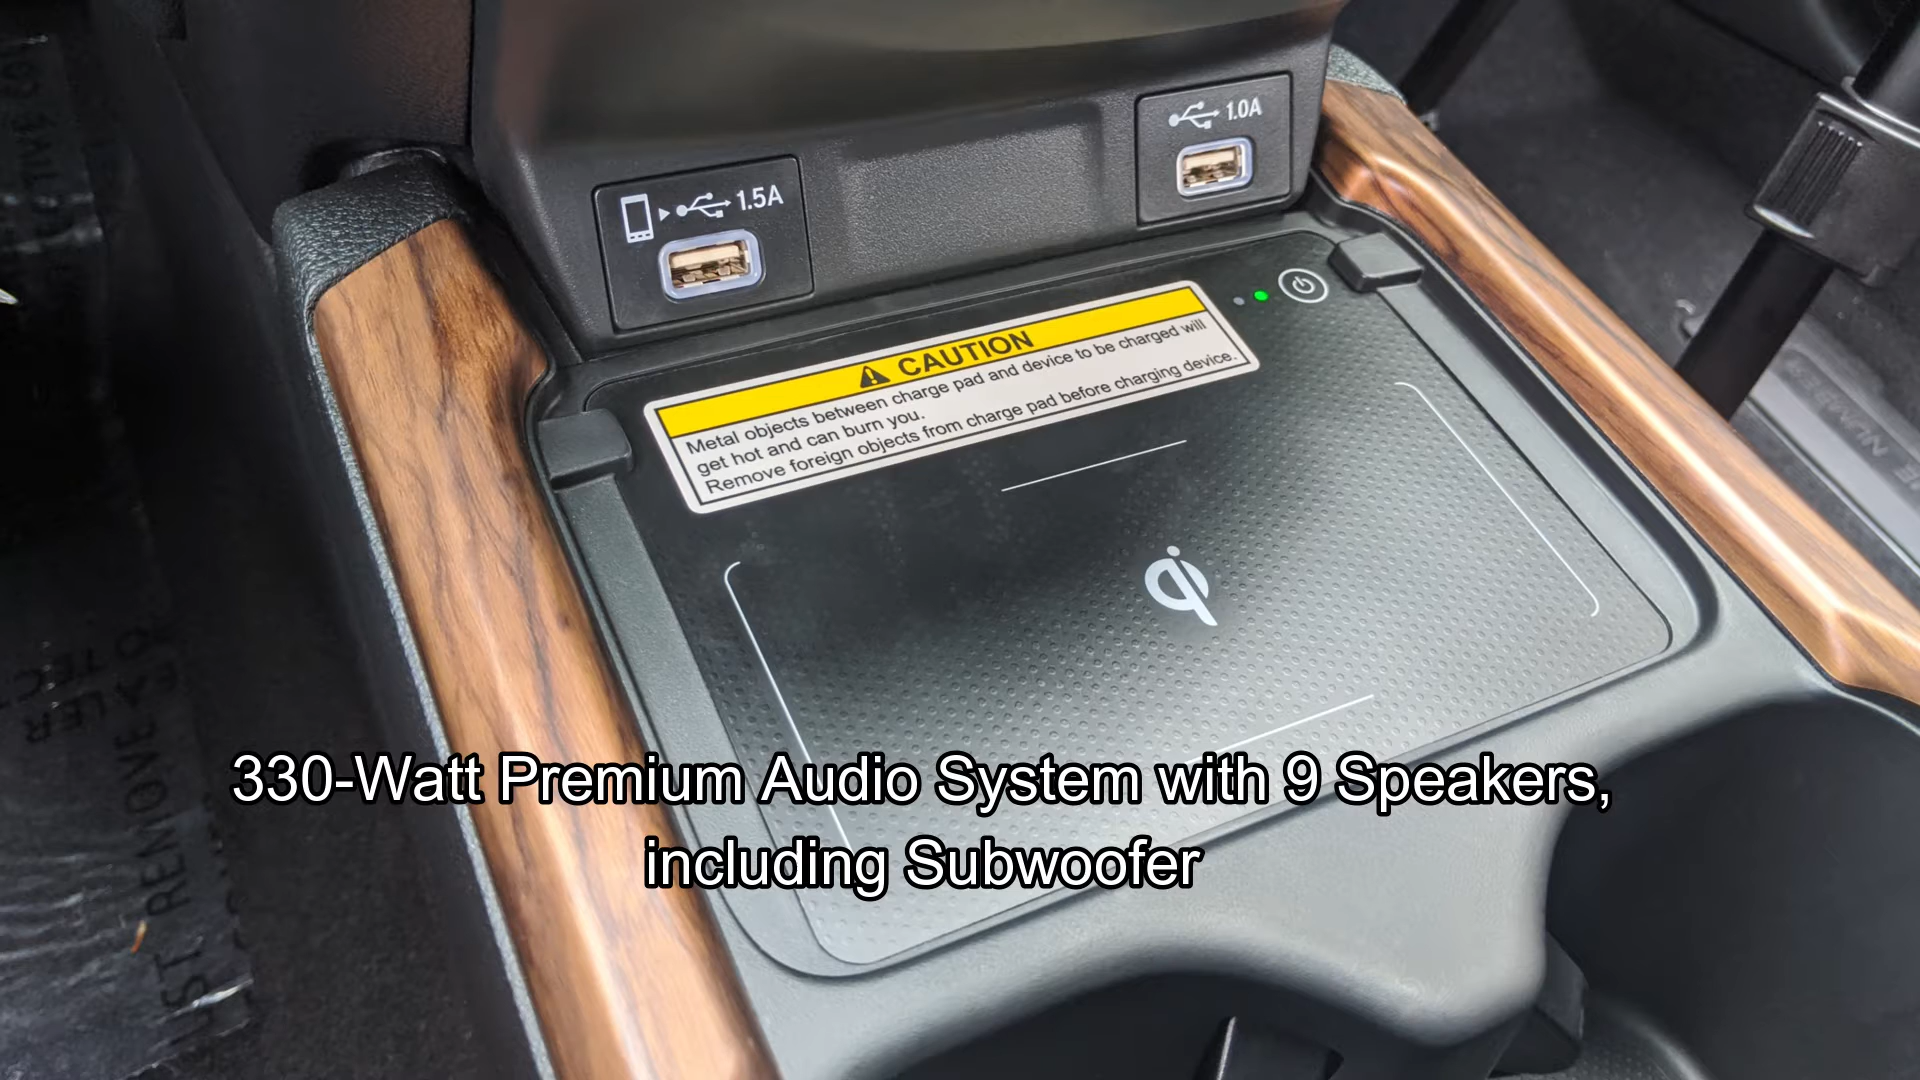 1.0A
1.5A
CAUTION
Metal objects between charge pad and device to be charged will
get hot and can burn you.
Remove foreign objects from charge pad before charging device.
330-Watt Premium Audio System with 9 Speakers,
including Subwoofer